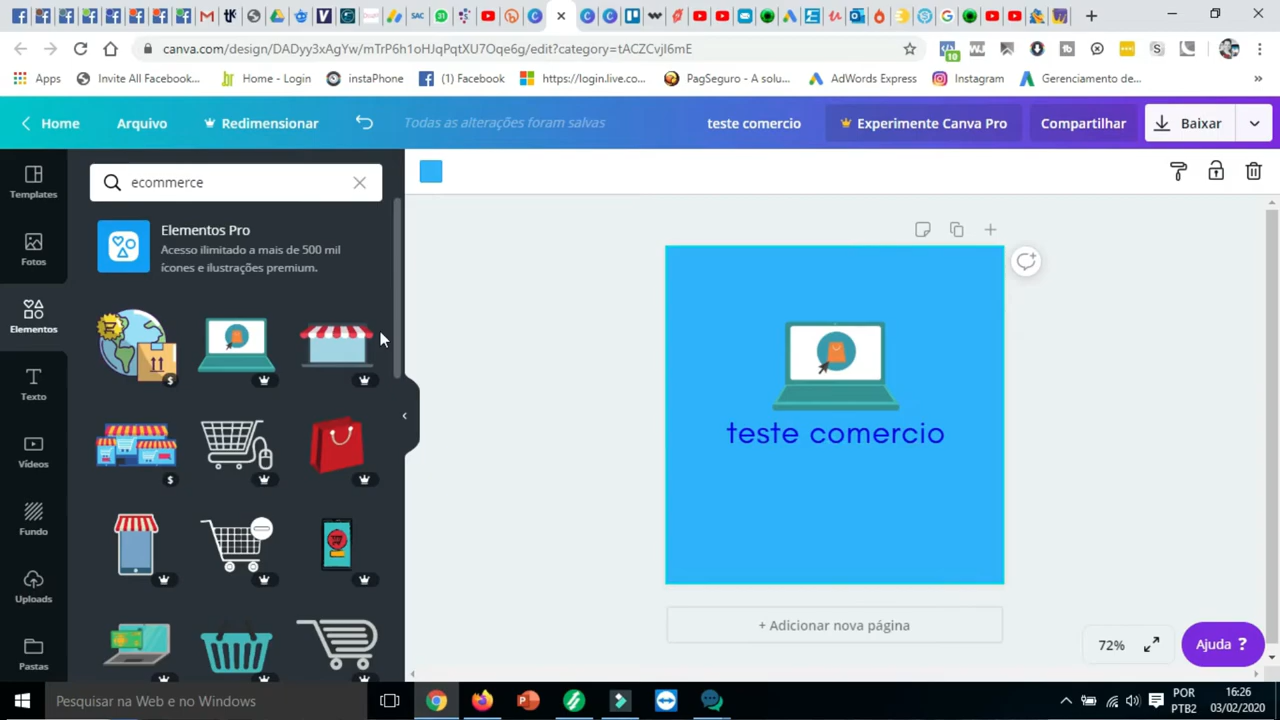 SAC
31
canva.com/design/DADyy3xAgYw/mTrP6h1oHJqPqtXU7Oqe6g/edit?category=tACZCvjI6mE
10
Apps
Invite All Facebook...
Home - Login
instaPhone
(1) Facebook
https://login.live.co...
PagSeguro - A solu...
AdWords Express
Instagram
Gerenciamento de...
Home
Arquivo
Redimensionar
Todas as alterações foram salvas
teste comercio
Experimente Canva Pro
Compartilhar
Baixar
Templates
Fotos
Elementos
Texto
Vídeos
Fundo
Uploads
Pastas
ecommerce
Elementos Pro
Acesso ilimitado a mais de 500 mil
ícones e ilustrações premium.
teste comercio
+ Adicionar nova página
72%
Ajuda ?
Pesquisar na Web e no Windows
POR
PTB2
16:26
03/02/2020